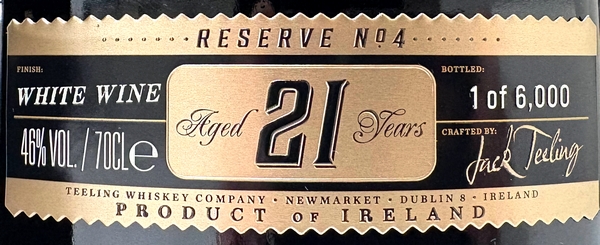 RESERVE Nº4
FINISH:
WHITE WINE
46% VOL. / 70CL e
Aged 21 Years
BOTTLED:
1 of 6,000
CRAFTED BY:
Jack Teeling
TEELING WHISKEY COMPANY • NEWMARKET • DUBLIN 8 • IRELAND
PRODUCT OF IRELAND